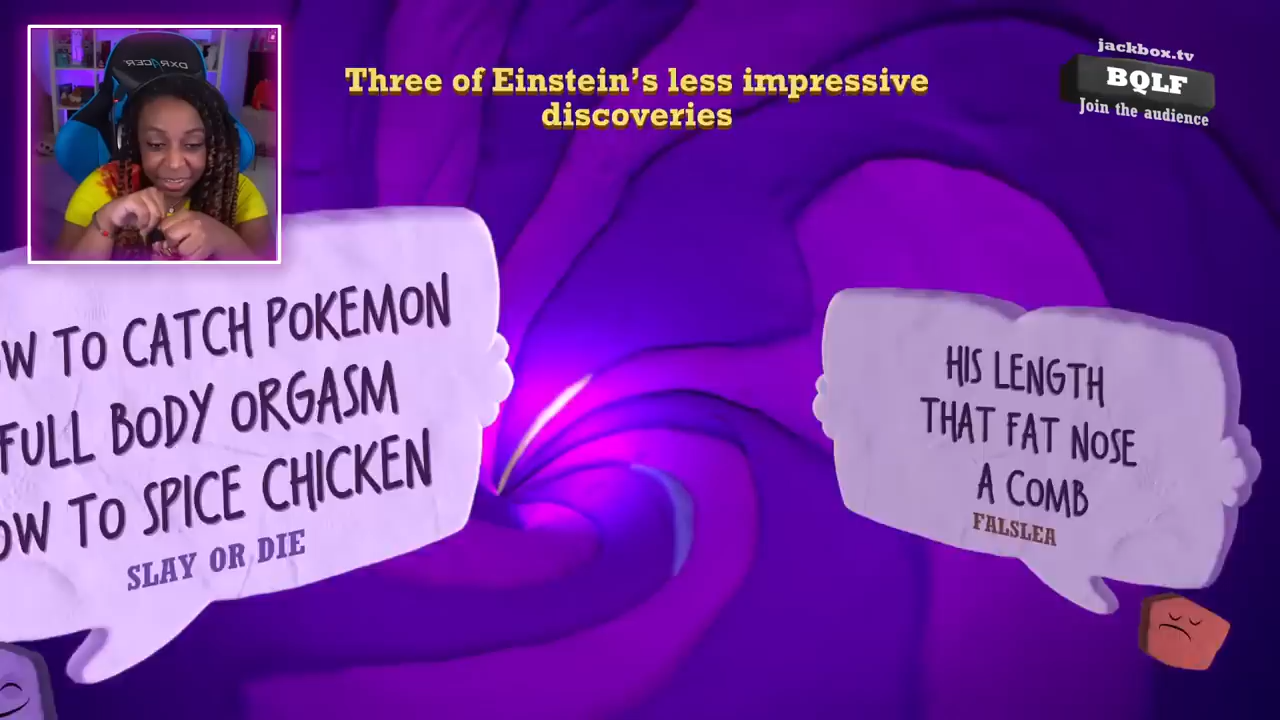 jackbox.tv
BQLF
Join the audience
Three of Einstein's less impressive
discoveries
DXRACER
TO CATCH POKEMON
FULL BODY ORGASM
TO SPICE CHICKEN
SLAY OR DIE
HIS LENGTH
THAT FAT NOSE
A COMB
FALSLEA